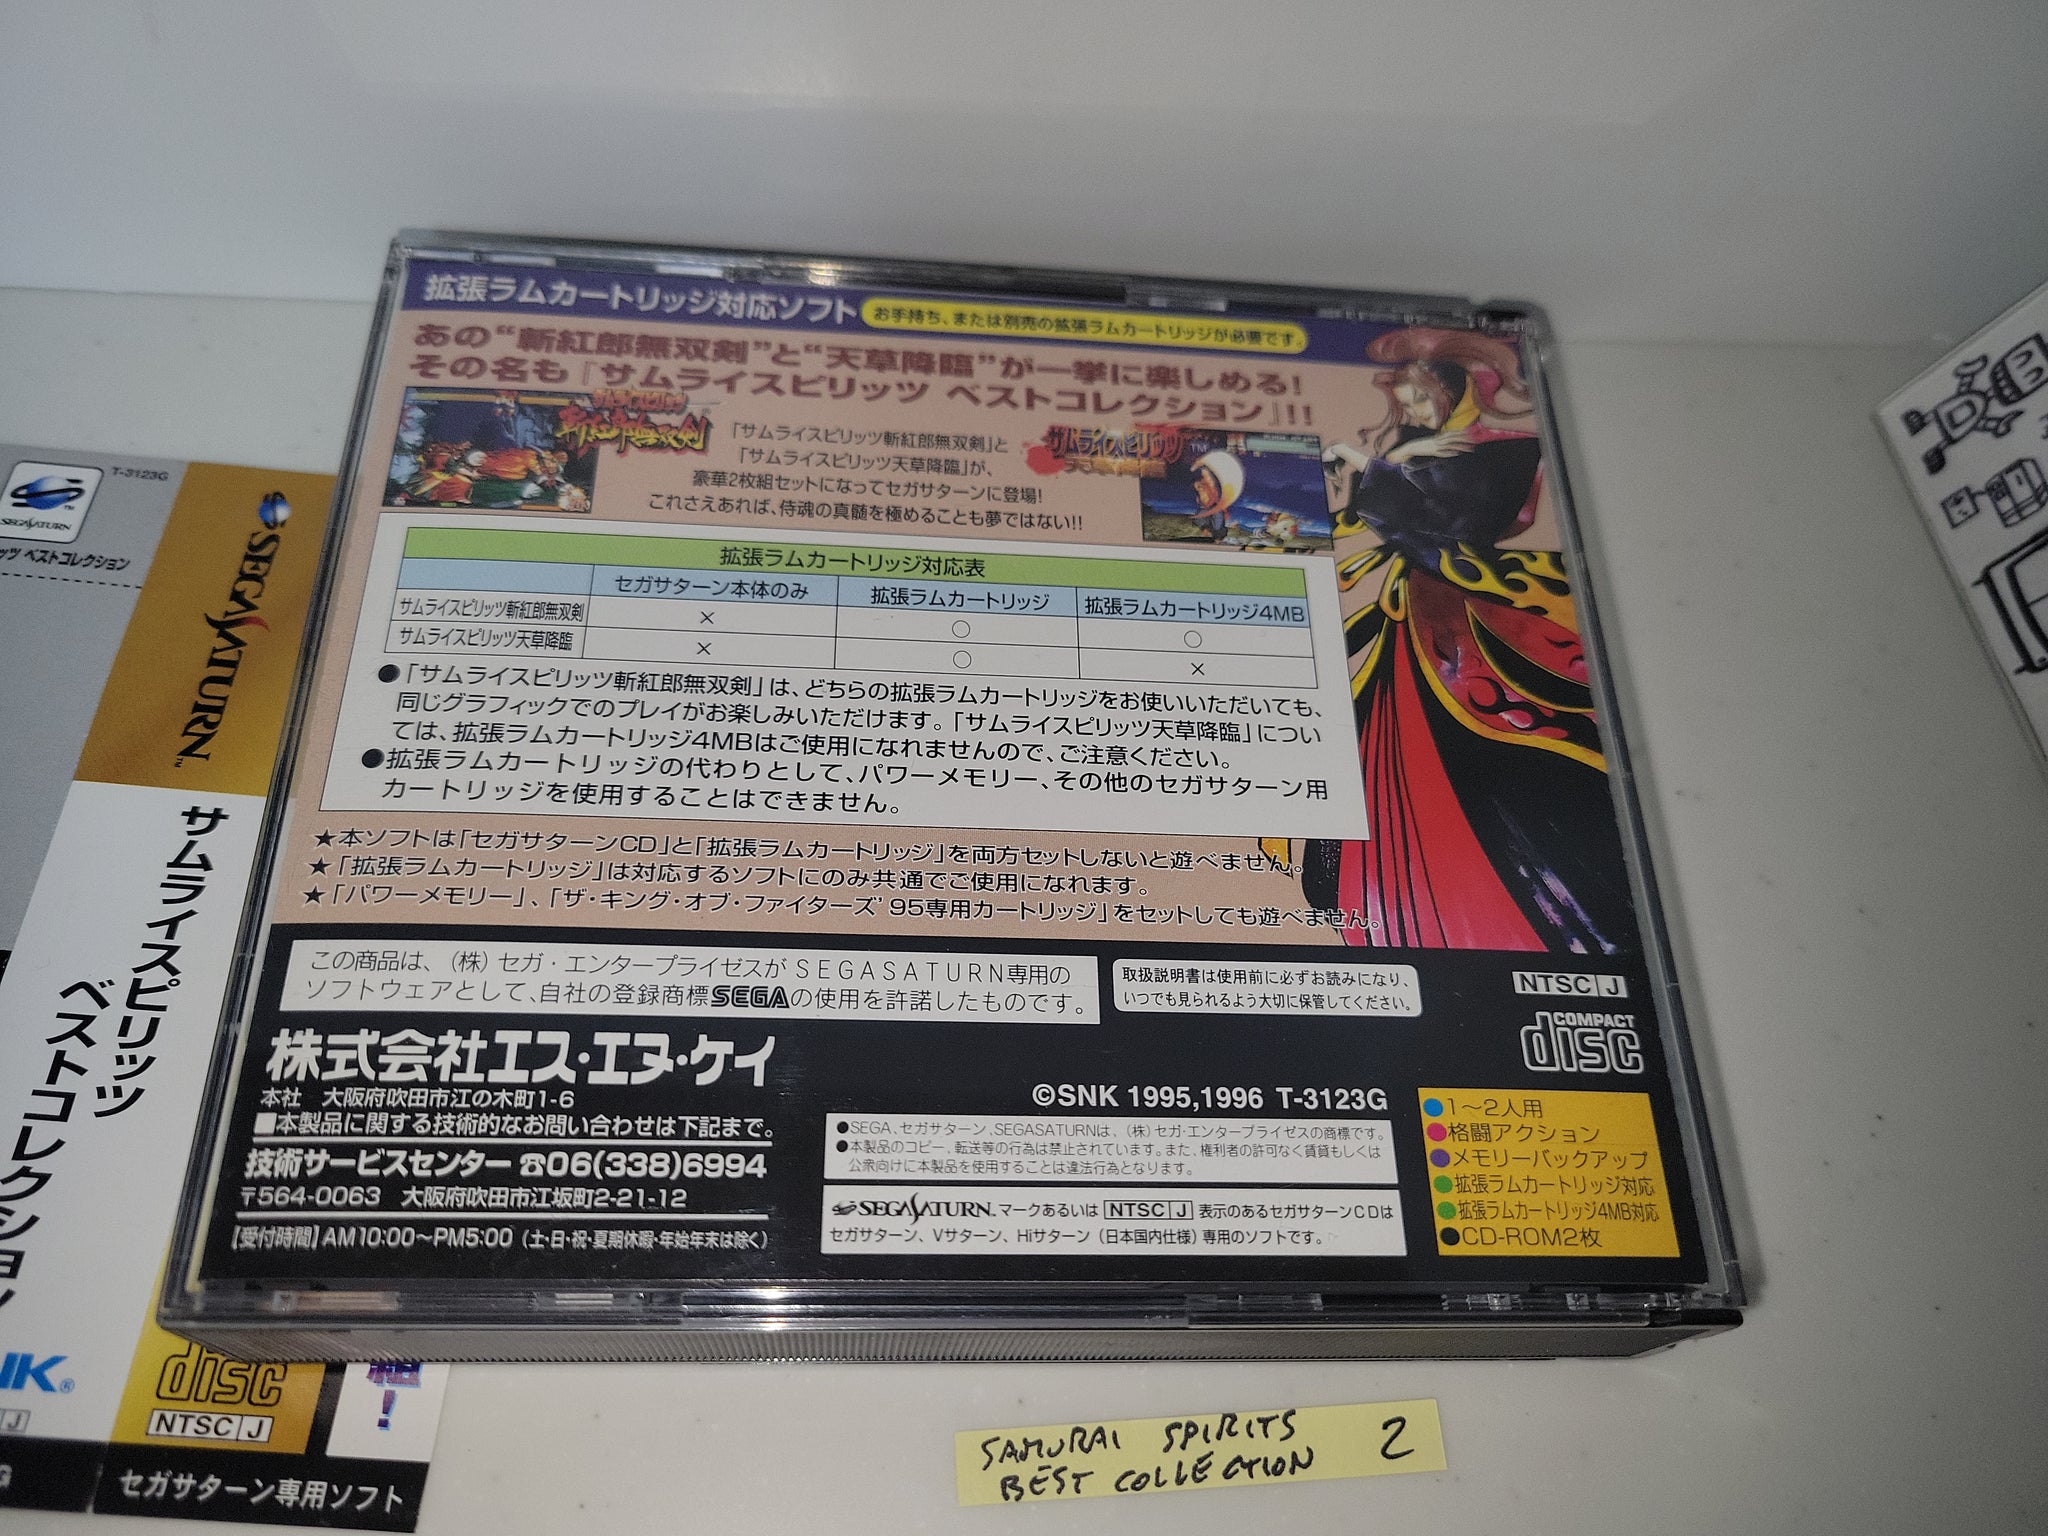 拡張ラムカートリッジ対応ソフト お手持ち、または別売の拡張ラムカートリッジが必要です。
あの“斬紅郎無双剣”と“天草降臨”が一挙に楽しめる!
その名も『サムライスピリッツ ベストコレクション』!!
斬紅郎無双剣
「サムライスピリッツ斬紅郎無双剣」と
「サムライスピリッツ天草降臨」が、
豪華2枚組セットになってセガサターンに登場!
これさえあれば、侍魂の真髄を極めることも夢ではない!!
サムライスピリッツ
天草降臨
拡張ラムカートリッジ対応表
セガサターン本体のみ 拡張ラムカートリッジ 拡張ラムカートリッジ4MB
サムライスピリッツ斬紅郎無双剣 × ○ ○
サムライスピリッツ天草降臨 × ○ ×
●「サムライスピリッツ斬紅郎無双剣」は、どちらの拡張ラムカートリッジをお使いいただいても、
同じグラフィックでのプレイがお楽しみいただけます。「サムライスピリッツ天草降臨」につい
ては、拡張ラムカートリッジ4MBはご使用になれませんので、ご注意ください。
●拡張ラムカートリッジの代わりとして、パワーメモリー、その他のセガサターン用
カートリッジを使用することはできません。
★本ソフトは「セガサターンCD」と「拡張ラムカートリッジ」を両方セットしないと遊べません。
★「拡張ラムカートリッジ」は対応するソフトにのみ共通でご使用になれます。
★「パワーメモリー」、「ザ・キング・オブ・ファイターズ'95専用カートリッジ」をセットしても遊べません。
この商品は、(株)セガ・エンタープライゼスがSEGASATURN専用の
ソフトウェアとして、自社の登録商標SEGAの使用を許諾したものです。
取扱説明書は使用前に必ずお読みになり、
いつでも見られるよう大切に保管してください。
NTSC J
COMPACT
disc
株式会社エス・エヌ・ケイ
本社 大阪府吹田市江の木町1-6
■本製品に関する技術的なお問い合わせは下記まで。
技術サービスセンター ☎06(338)6994
〒564-0063 大阪府吹田市江坂町2-21-12
【受付時間】AM10:00～PM5:00(土・日・祝・夏期休暇・年始年末は除く)
©SNK 1995,1996 T-3123G
●SEGA、セガサターン、SEGASATURNは、(株)セガ・エンタープライゼスの商標です。
●本製品のコピー、転送等の行為は禁止されています。また、権利者の許可なく賃貸もしくは
公衆向けに本製品を使用することは違法行為となります。
SEGASATURN™マークあるいは NTSC J 表示のあるセガサターンCDは
セガサターン、Vサターン、Hiサターン(日本国内仕様)専用のソフトです。
●1～2人用
●格闘アクション
●メモリーバックアップ
●拡張ラムカートリッジ対応
●拡張ラムカートリッジ4MB対応
●CD-ROM2枚
T-3123G
SEGASATURN
ベストコレクション
SEGASATURN™
サムライスピリッツ
ベストコレクション
NK®
J
disc
NTSC J
セガサターン専用ソフト
SAMURAI SPIRITS
BEST COLLECTION 2